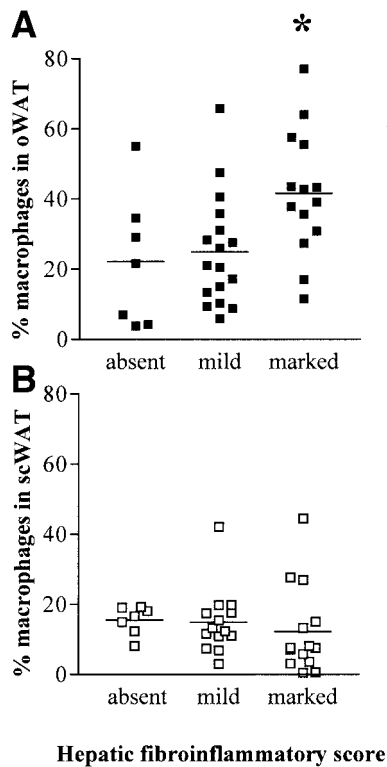 A
*
% macrophages in oWAT
80
60
40
20
0
absent mild marked
B
% macrophages in scWAT
80
60
40
20
0
absent mild marked
Hepatic fibroinflammatory score